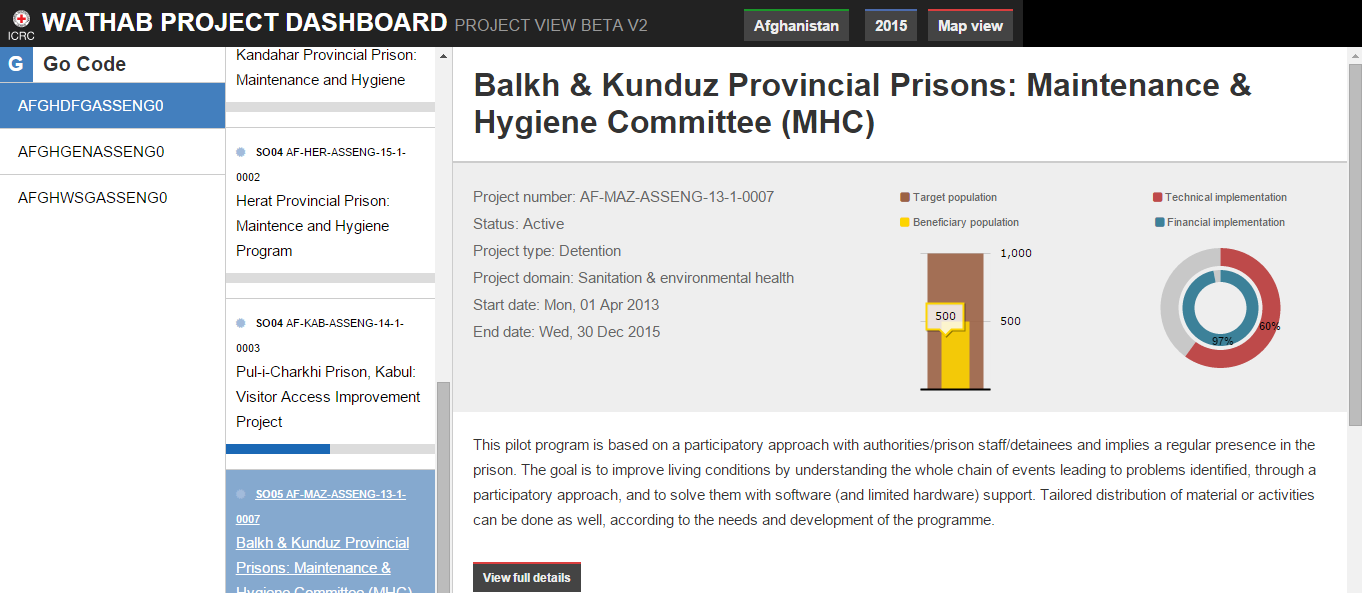 ICRC
WATHAB PROJECT DASHBOARD PROJECT VIEW BETA V2
Afghanistan
2015
Map view
G Go Code
AFGHDFGASSENG0
AFGHGENASSENG0
AFGHWSGASSENG0
Kandahar Provincial Prison:
Maintenance and Hygiene
SO04 AF-HER-ASSENG-15-1-
0002
Herat Provincial Prison:
Maintence and Hygiene
Program
SO04 AF-KAB-ASSENG-14-1-
0003
Pul-i-Charkhi Prison, Kabul:
Visitor Access Improvement
Project
SO05 AF-MAZ-ASSENG-13-1-
0007
Balkh & Kunduz Provincial
Prisons: Maintenance &
Hygiene Committee (MHC)
Balkh & Kunduz Provincial Prisons: Maintenance &
Hygiene Committee (MHC)
Project number: AF-MAZ-ASSENG-13-1-0007
Status: Active
Project type: Detention
Project domain: Sanitation & environmental health
Start date: Mon, 01 Apr 2013
End date: Wed, 30 Dec 2015
Target population
Beneficiary population
1,000
500
500
Technical implementation
Financial implementation
60%
97%
This pilot program is based on a participatory approach with authorities/prison staff/detainees and implies a regular presence in the
prison. The goal is to improve living conditions by understanding the whole chain of events leading to problems identified, through a
participatory approach, and to solve them with software (and limited hardware) support. Tailored distribution of material or activities
can be done as well, according to the needs and development of the programme.
View full details